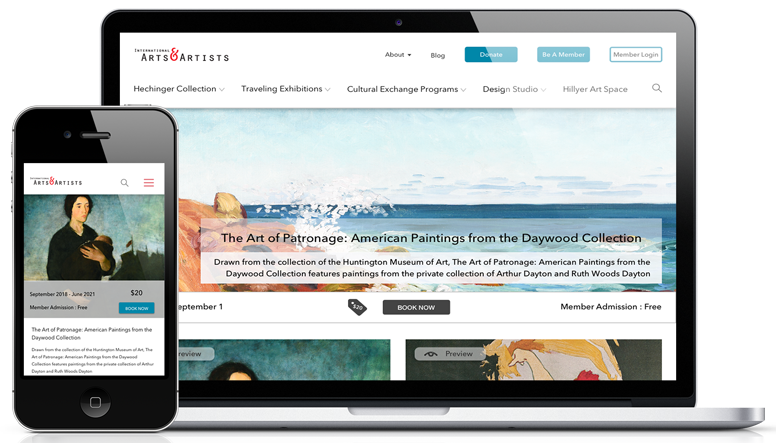 INTERNATIONAL
ARTS & ARTISTS
About
Blog
Donate
Be A Member
Member Login
Hechinger Collection
Traveling Exhibitions
Cultural Exchange Programs
Design Studio
Hillyer Art Space
The Art of Patronage: American Paintings from the Daywood Collection
Drawn from the collection of the Huntington Museum of Art, The Art of Patronage: American Paintings from the
Daywood Collection features paintings from the private collection of Arthur Dayton and Ruth Woods Dayton
eptember 1
$20
BOOK NOW
Member Admission : Free
review
Preview
INTERNATIONAL
ARTS & ARTISTS
September 2018 - June 2021
$20
Member Admission : Free
BOOK NOW
The Art of Patronage: American Paintings from the
Daywood Collection
Drawn from the collection of the Huntington Museum of Art, The
Art of Patronage: American Paintings from the Daywood
Collection features paintings from the private collection of Arthur
Dayton and Ruth Woods Dayton